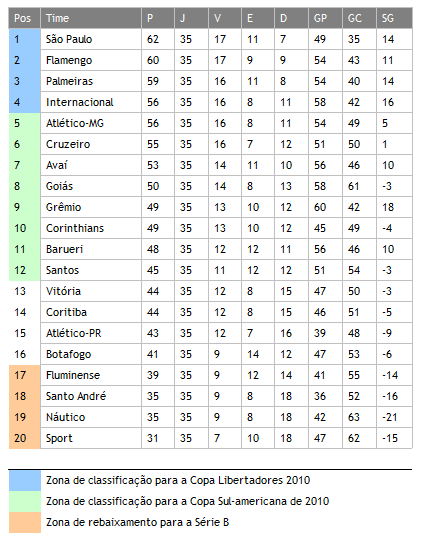 Pos Time P J V E D GP GC SG
1 São Paulo 62 35 17 11 7 49 35 14
2 Flamengo 60 35 17 9 9 54 43 11
3 Palmeiras 59 35 16 11 8 54 40 14
4 Internacional 56 35 16 8 11 58 42 16
5 Atlético-MG 56 35 16 8 11 54 49 5
6 Cruzeiro 55 35 16 7 12 51 50 1
7 Avaí 53 35 14 11 10 56 46 10
8 Goiás 50 35 14 8 13 58 61 -3
9 Grêmio 49 35 13 10 12 60 42 18
10 Corinthians 49 35 13 10 12 45 49 -4
11 Barueri 48 35 12 12 11 56 46 10
12 Santos 45 35 11 12 12 51 54 -3
13 Vitória 44 35 12 8 15 47 50 -3
14 Coritiba 44 35 12 8 15 46 51 -5
15 Atlético-PR 43 35 12 7 16 39 48 -9
16 Botafogo 41 35 9 14 12 47 53 -6
17 Fluminense 39 35 9 12 14 41 55 -14
18 Santo André 35 35 9 8 18 36 52 -16
19 Náutico 35 35 9 8 18 42 63 -21
20 Sport 31 35 7 10 18 47 62 -15
Zona de classificação para a Copa Libertadores 2010
Zona de classificação para a Copa Sul-americana de 2010
Zona de rebaixamento para a Série B